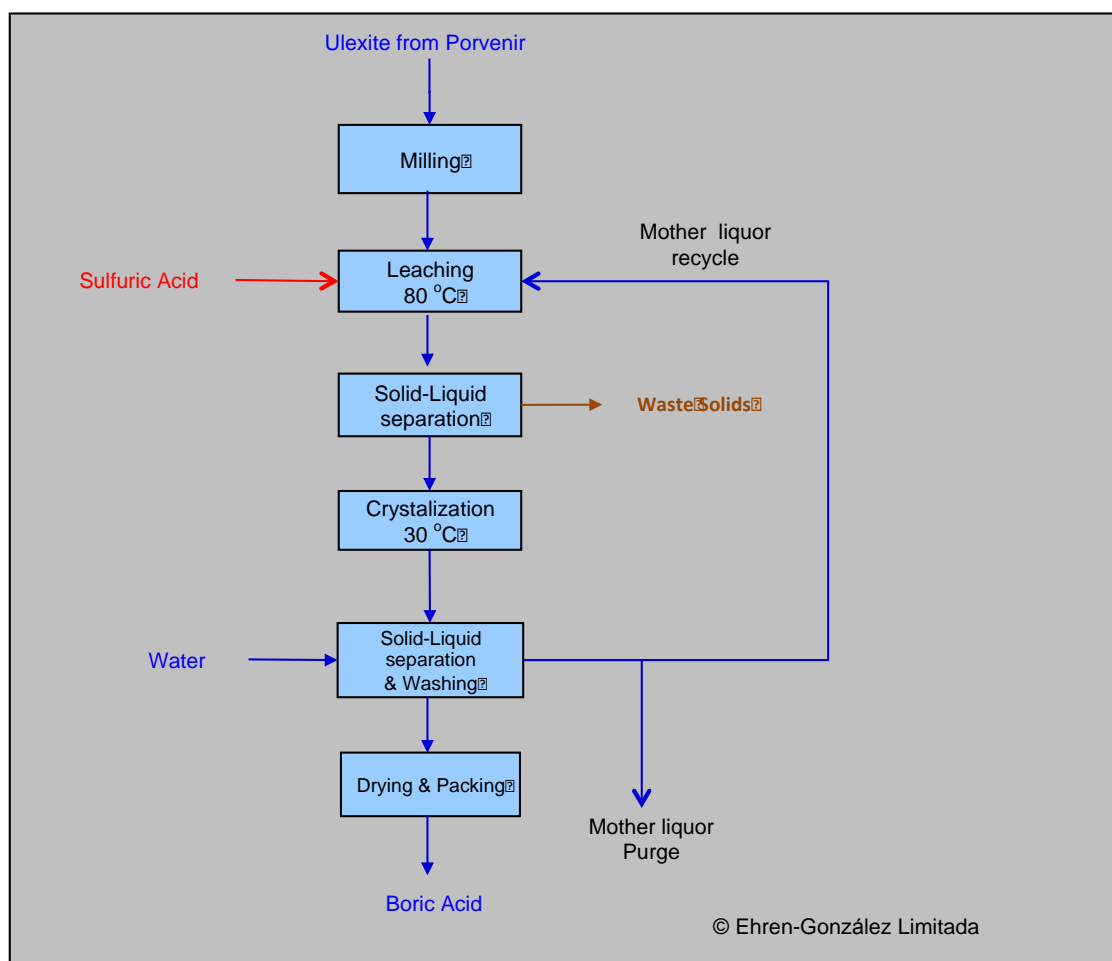 Ulexite from Porvenir
Milling⍰
Mother liquor
recycle
Sulfuric Acid
Leaching
80 °C⍰
Solid-Liquid
separation⍰
Waste⍰Solids⍰
Crystalization
30 °C⍰
Water
Solid-Liquid
separation
& Washing⍰
Drying & Packing⍰
Mother liquor
Purge
Boric Acid
© Ehren-González Limitada